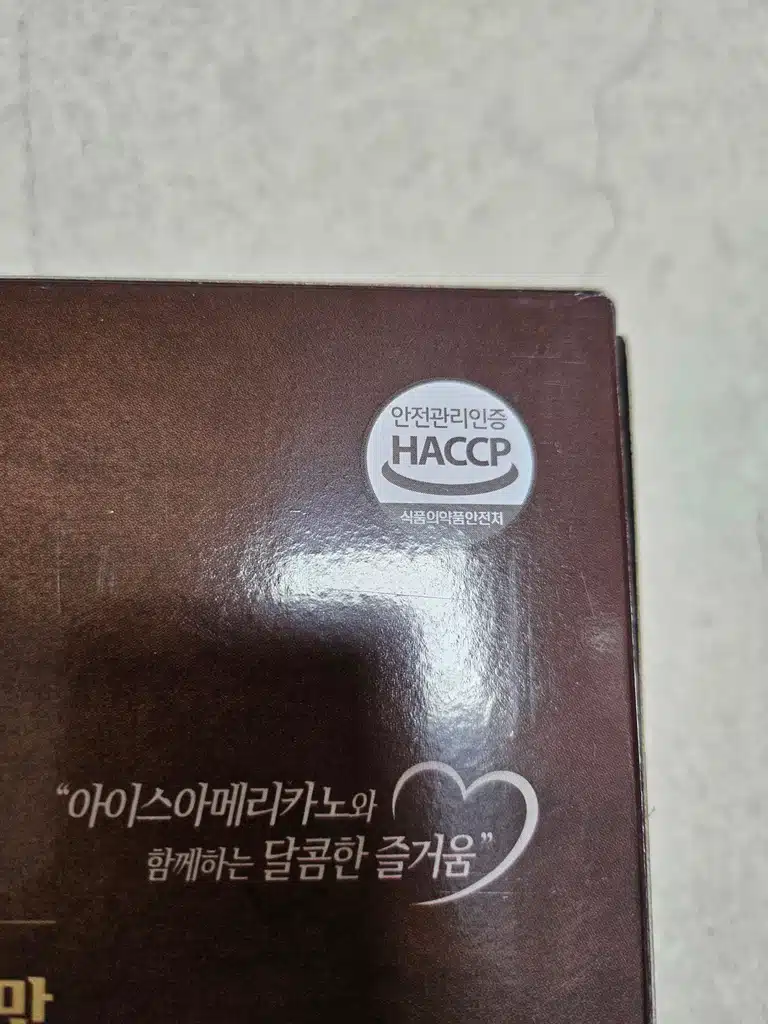 안전관리인증
HACCP
식품의약품안전처
“아이스아메리카노와
함께하는 달콤한 즐거움”
만